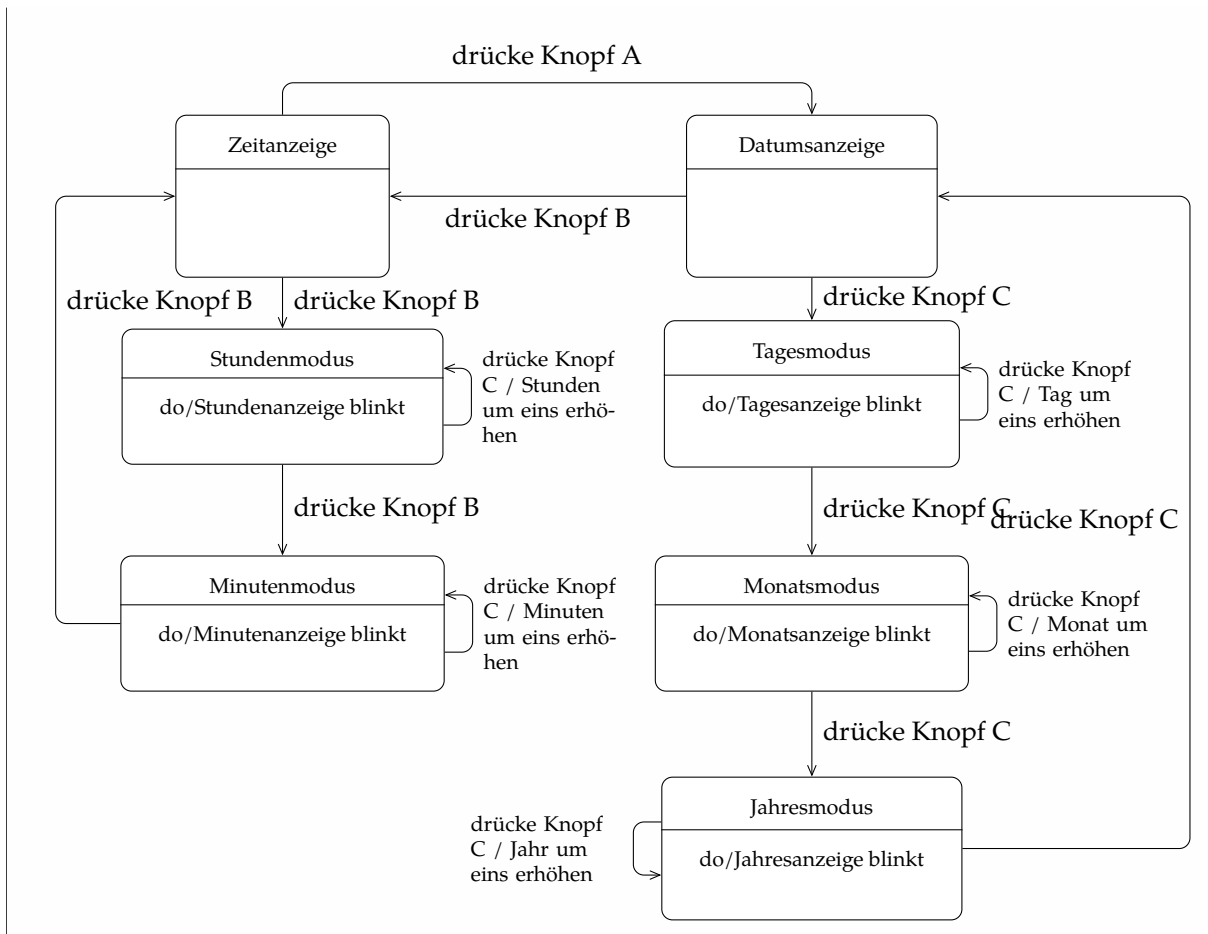 drücke Knopf A
Zeitanzeige
Datumsanzeige
drücke Knopf B
drücke Knopf B
drücke Knopf B
drücke Knopf C
Stundenmodus
do/Stundenanzeige blinkt
drücke Knopf
C / Stunden
um eins erhö-
hen
Tagesmodus
do/Tagesanzeige blinkt
drücke Knopf
C / Tag um
eins erhöhen
drücke Knopf B
drücke Knopf C
drücke Knopf C
Minutenmodus
do/Minutenanzeige blinkt
drücke Knopf
C / Minuten
um eins erhö-
hen
Monatsmodus
do/Monatsanzeige blinkt
drücke Knopf
C / Monat um
eins erhöhen
drücke Knopf C
Jahresmodus
do/Jahresanzeige blinkt
drücke Knopf
C / Jahr um
eins erhöhen